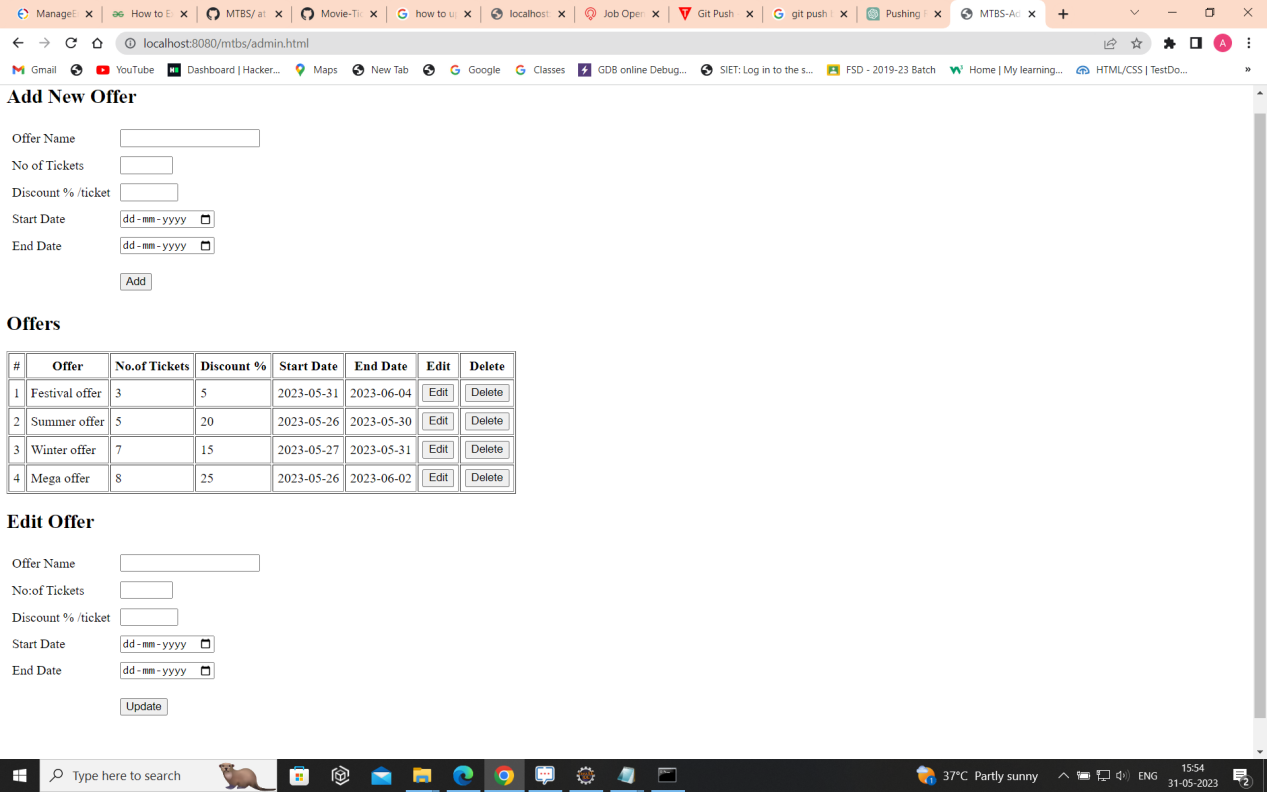 ManageE
How to E
MTBS/ at
Movie-Tic
how to up
localhost:
Job Open
Git Push
git push
Pushing E
MTBS-Ad
localhost:8080/mtbs/admin.html
A
Gmail
YouTube
Dashboard | Hacker...
Maps
New Tab
Google
Classes
GDB online Debug...
SIET: Log in to the s...
FSD - 2019-23 Batch
Home | My learning...
HTML/CSS | TestDo...
»
Add New Offer
Offer Name
No of Tickets
Discount % /ticket
Start Date dd-mm-yyyy
End Date dd-mm-yyyy
Add
Offers
# Offer No.of Tickets Discount % Start Date End Date Edit Delete
1 Festival offer 3 5 2023-05-31 2023-06-04 Edit Delete
2 Summer offer 5 20 2023-05-26 2023-05-30 Edit Delete
3 Winter offer 7 15 2023-05-27 2023-05-31 Edit Delete
4 Mega offer 8 25 2023-05-26 2023-06-02 Edit Delete
Edit Offer
Offer Name
No:of Tickets
Discount % /ticket
Start Date dd-mm-yyyy
End Date dd-mm-yyyy
Update
Type here to search
37°C Partly sunny
ENG
15:54
31-05-2023
2